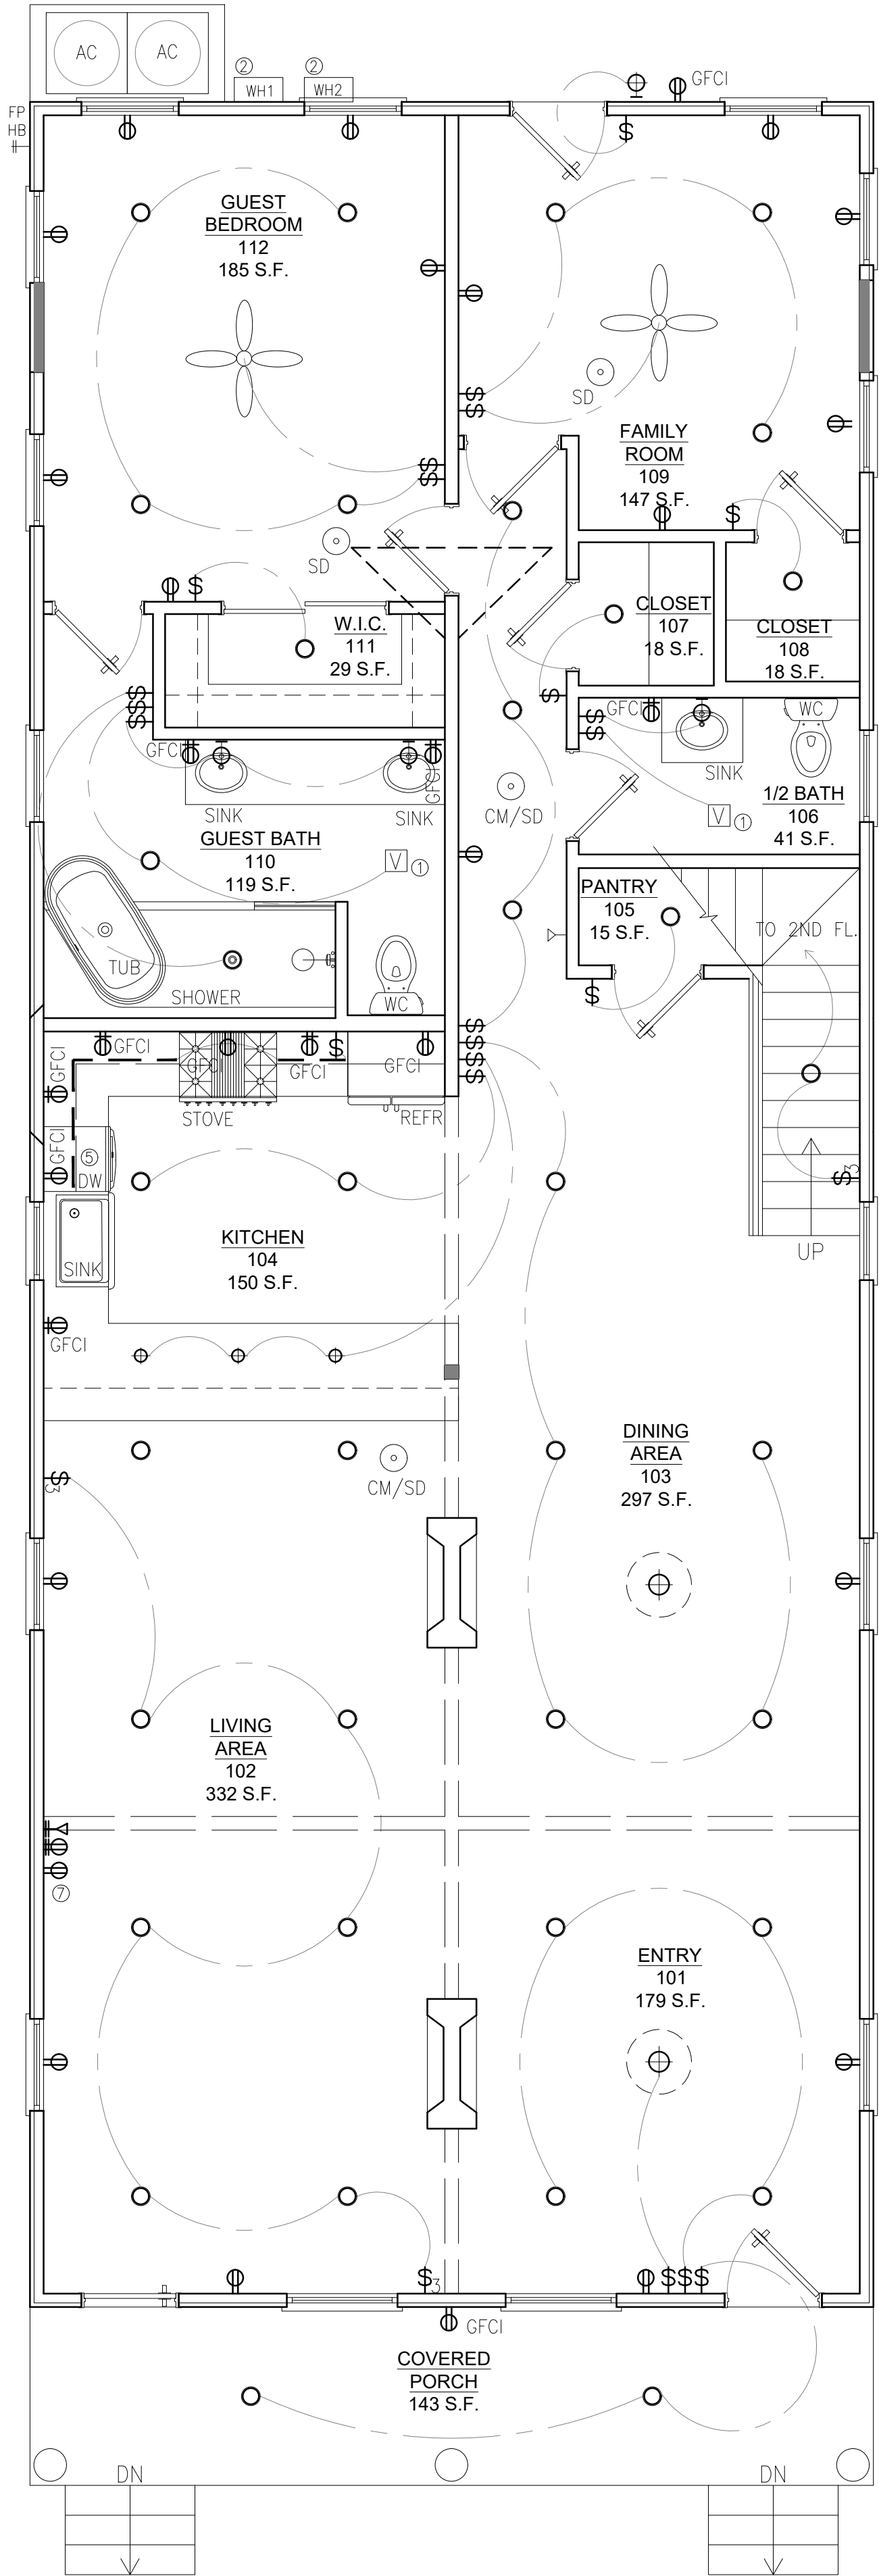 AC
AC
②
②
WH1
WH2
GFCI
FP
HB
$
GUEST
BEDROOM
112
185 S.F.
SD
$$
$$
SD
FAMILY
ROOM
109
147 S.F.
$
$
W.I.C.
111
29 S.F.
CLOSET
107
18 S.F.
CLOSET
108
18 S.F.
$
$$$
GFCI
GFCI
SINK
SINK
GUEST BATH
110
119 S.F.
V ①
CM/SD
GFCI
$$
WC
SINK
1/2 BATH
106
41 S.F.
V ①
PANTRY
105
15 S.F.
TO 2ND FL.
$
TUB
SHOWER
WC
$$$$
GFCI
GFCI
GFCI
GFCI
$
GFCI
GFCI
STOVE
REFR
⑤
DW
$3
UP
SINK
KITCHEN
104
150 S.F.
GFCI
$3
CM/SD
DINING
AREA
103
297 S.F.
LIVING
AREA
102
332 S.F.
⑦
ENTRY
101
179 S.F.
$3
$$$
GFCI
COVERED
PORCH
143 S.F.
DN
DN